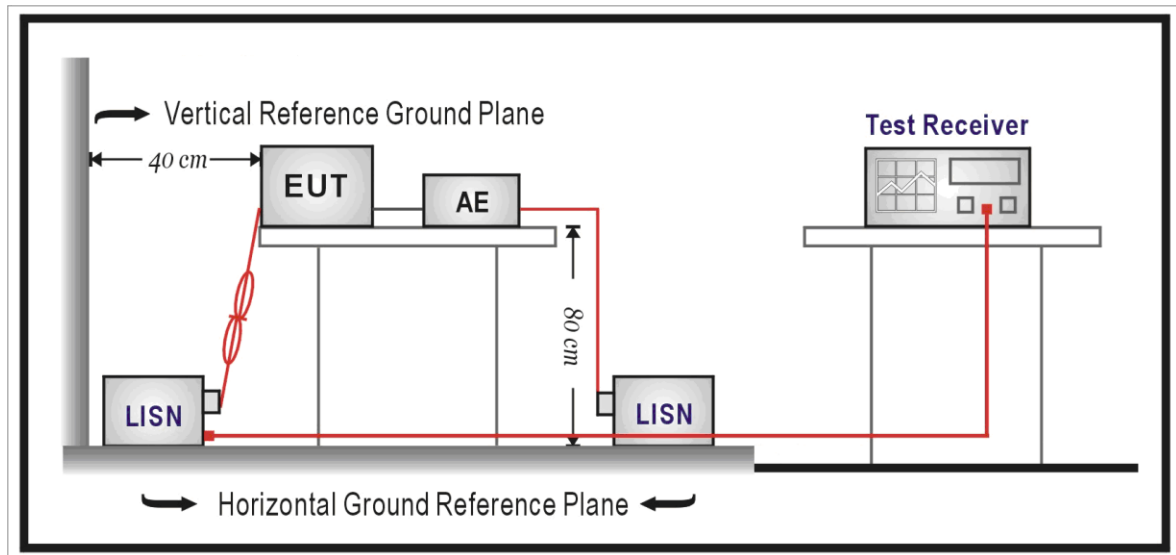 Vertical Reference Ground Plane
Test Receiver
40 cm
EUT
AE
80 cm
LISN
LISN
Horizontal Ground Reference Plane